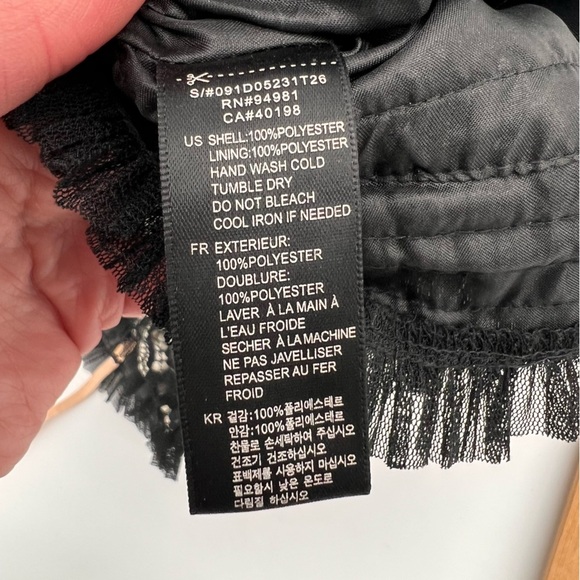 S/#091D05231T26
RN#94981
CA#40198
US SHELL:100%POLYESTER
LINING:100%POLYESTER
HAND WASH COLD
TUMBLE DRY
DO NOT BLEACH
COOL IRON IF NEEDED
FR EXTERIEUR:
100%POLYESTER
DOUBLURE:
100%POLYESTER
LAVER À LA MAIN À
L'EAU FROIDE
SECHER À LA MACHINE
NE PAS JAVELLISER
REPASSER AU FER
FROID
KR 겉감:100%폴리에스테르
안감:100%폴리에스테르
찬물로 손세탁하여 주십시오
건조기 건조하십시오
표백제를 사용하지 마십시오
필요할시 낮은 온도로
다림질 하십시오